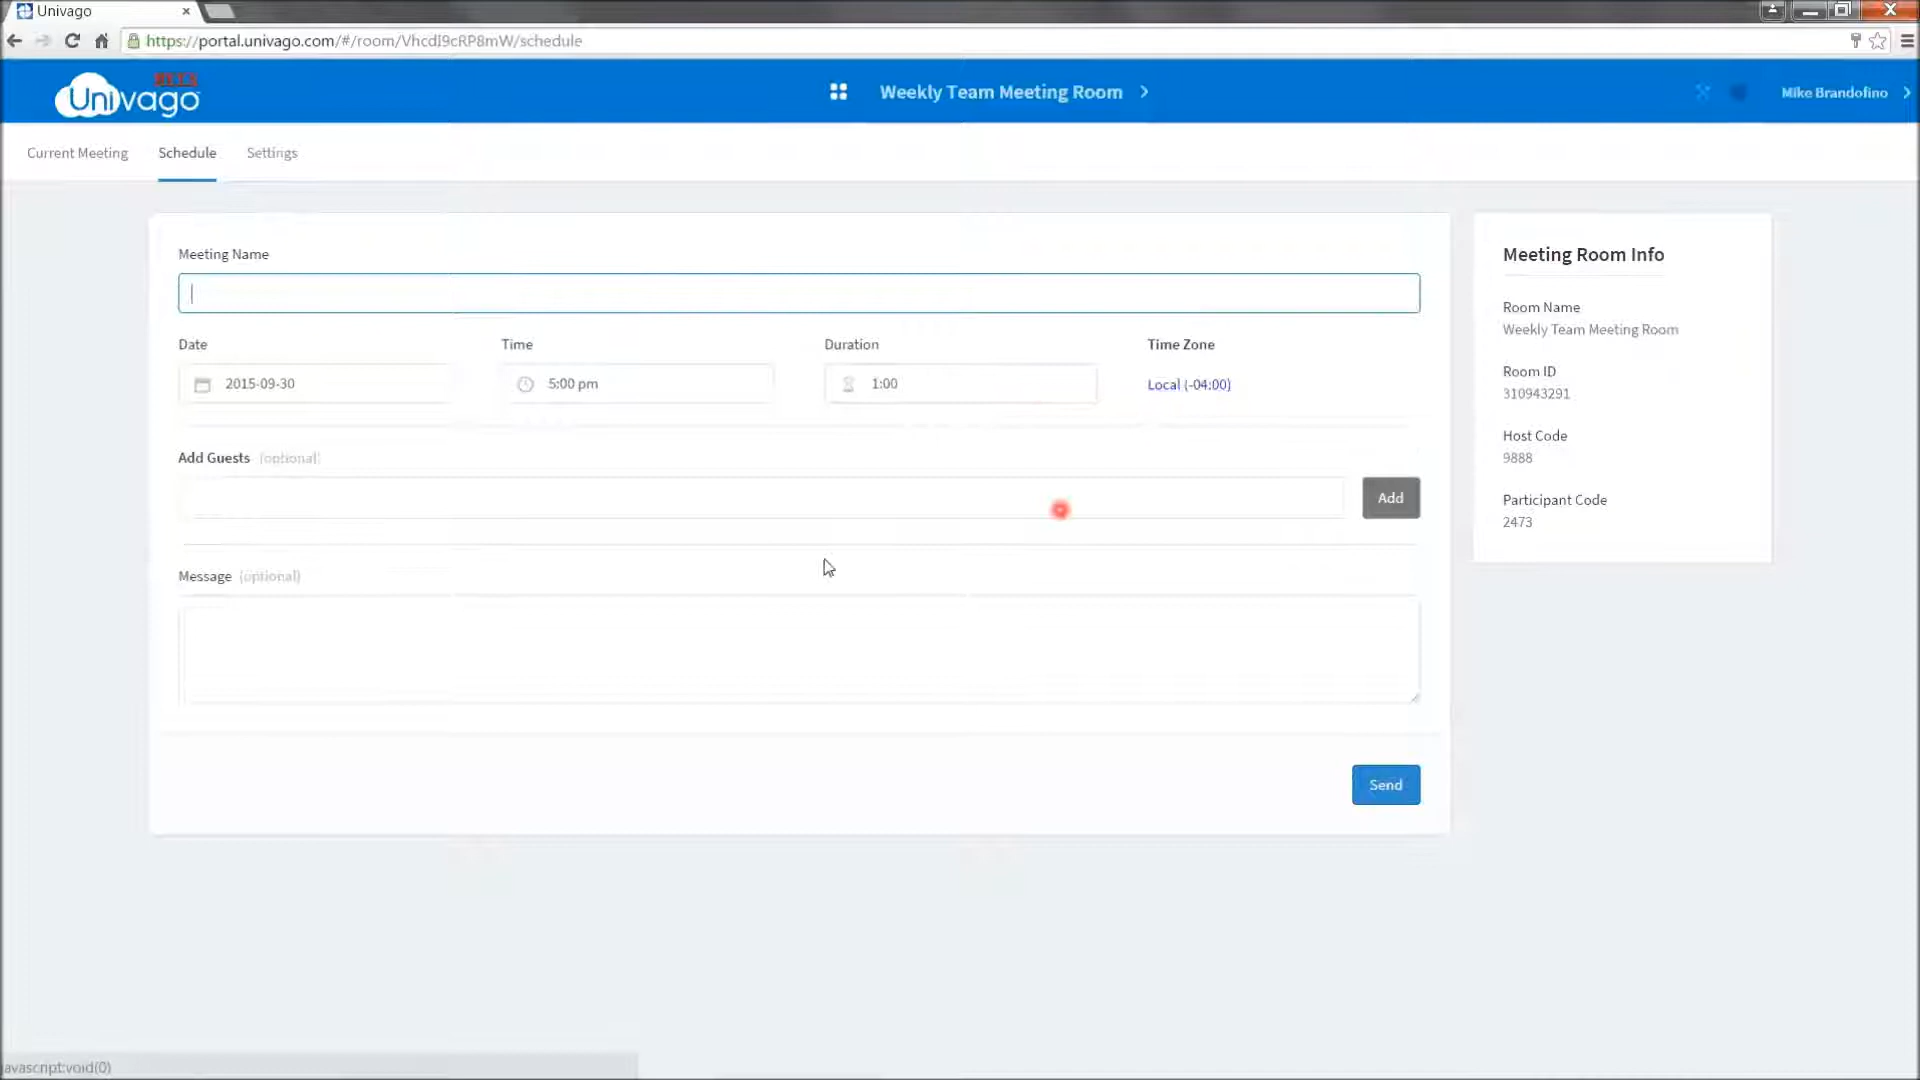 Univago
https://portal.univago.com/#/room/VhcdJ9cRP8mW/schedule
BETA
Univago
Weekly Team Meeting Room
Mike Brandofino
Current Meeting
Schedule
Settings
Meeting Name
Date
Time
Duration
Time Zone
2015-09-30
5:00 pm
1:00
Local (-04:00)
Add Guests (optional)
Add
Message (optional)
Send
Meeting Room Info
Room Name
Weekly Team Meeting Room
Room ID
310943291
Host Code
9888
Participant Code
2473
avascript:void(0)